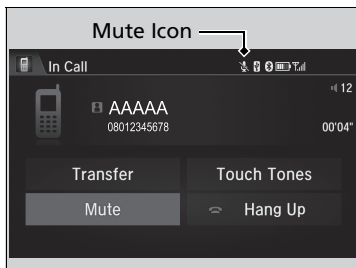 Mute Icon
In Call
12
AAAAA
08012345678
00'04"
Transfer
Touch Tones
Mute
Hang Up